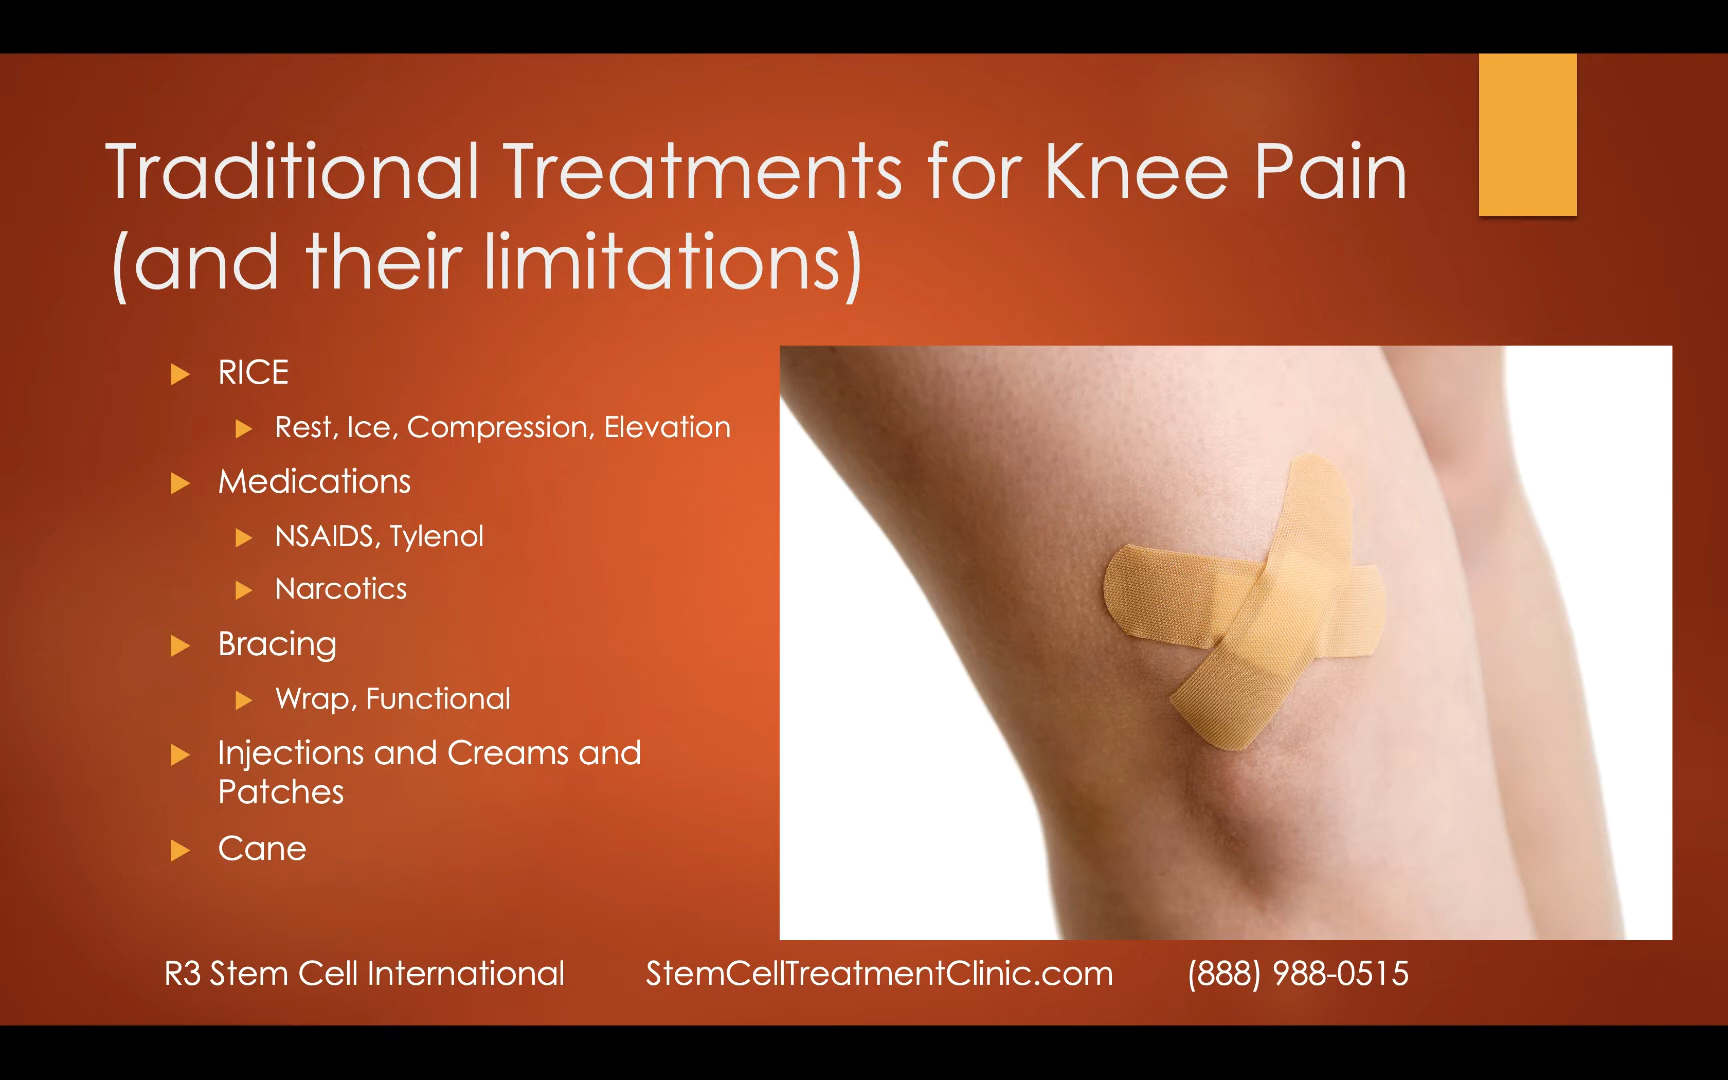 Traditional Treatments for Knee Pain
(and their limitations)
RICE
Rest, Ice, Compression, Elevation
Medications
NSAIDS, Tylenol
Narcotics
Bracing
Wrap, Functional
Injections and Creams and
Patches
Cane
R3 Stem Cell International StemCellTreatmentClinic.com (888) 988-0515